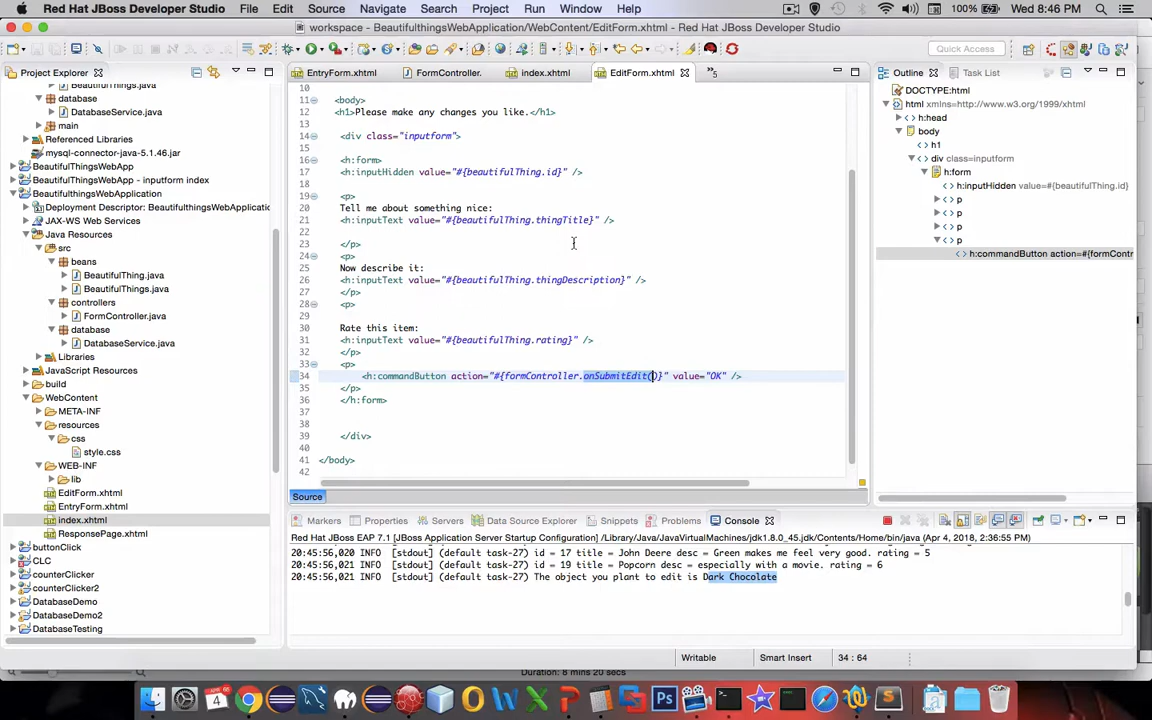 Red Hat JBoss Developer Studio File Edit Source Navigate Search Project Run Window Help 100% Wed 8:46 PM
workspace - BeautifulthingsWebApplication/WebContent/EditForm.xhtml - Red Hat JBoss Developer Studio
Quick Access
Project Explorer
BeautifulThings.java
database
DatabaseService.java
main
Referenced Libraries
mysql-connector-java-5.1.46.jar
BeautifulThingsWebApp
BeautifulThingsWebApp - inputform index
BeautifulthingsWebApplication
Deployment Descriptor: BeautifulthingsWebApplicatio
JAX-WS Web Services
Java Resources
src
beans
BeautifulThing.java
BeautifulThings.java
controllers
FormController.java
database
DatabaseService.java
Libraries
JavaScript Resources
build
WebContent
META-INF
resources
css
style.css
WEB-INF
lib
EditForm.xhtml
EntryForm.xhtml
index.xhtml
ResponsePage.xhtml
buttonClick
CLC
counterClicker
counterClicker2
DatabaseDemo
DatabaseDemo2
DatabaseTesting
EntryForm.xhtml FormController. index.xhtml EditForm.xhtml »5
10
11 <body>
12 <h1>Please make any changes you like.</h1>
13
14 <div class="inputform">
15
16 <h:form>
17 <h:inputHidden value="#{beautifulThing.id}" />
18
19 <p>
20 Tell me about something nice:
21 <h:inputText value="#{beautifulThing.thingTitle}" />
22
23 </p>
24 <p>
25 Now describe it:
26 <h:inputText value="#{beautifulThing.thingDescription}" />
27 </p>
28 <p>
29
30 Rate this item:
31 <h:inputText value="#{beautifulThing.rating}" />
32 </p>
33 <p>
34 <h:commandButton action="#{formController.onSubmitEdit()}" value="OK" />
35 </p>
36 </h:form>
37
38
39 </div>
40
41 </body>
42
Source
Outline Task List
DOCTYPE:html
html xmlns=http://www.w3.org/1999/xhtml
h:head
body
h1
div class=inputform
h:form
h:inputHidden value=#{beautifulThing.id}
p
p
p
p
h:commandButton action=#{formContr
Markers Properties Servers Data Source Explorer Snippets Problems Console
Red Hat JBoss EAP 7.1 [JBoss Application Server Startup Configuration] /Library/Java/JavaVirtualMachines/jdk1.8.0_45.jdk/Contents/Home/bin/java (Apr 4, 2018, 2:36:55 PM)
20:45:56,020 INFO [stdout] (default task-27) id = 17 title = John Deere desc = Green makes me feel very good. rating = 5
20:45:56,021 INFO [stdout] (default task-27) id = 19 title = Popcorn desc = especially with a movie. rating = 6
20:45:56,021 INFO [stdout] (default task-27) The object you plant to edit is Dark Chocolate
Writable Smart Insert 34 : 64
Duration: 8 mins 20 secs